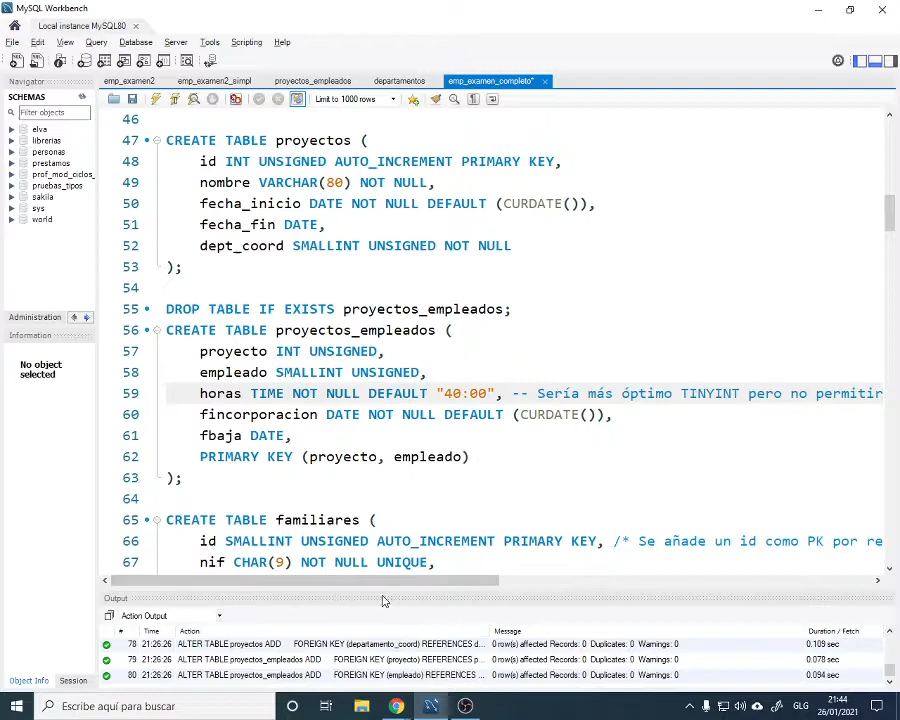 MySQL Workbench
Local instance MySQL80
File Edit View Query Database Server Tools Scripting Help
Navigator
emp_examen2 emp_examen2_simpl proyectos_empleados departamentos emp_examen_completo*
SCHEMAS
Limit to 1000 rows
Filter objects
elva
librerias
personas
prestamos
prof_mod_ciclos_
pruebas_tipos
sakila
sys
world
Administration
Information
No object
selected
46
47 CREATE TABLE proyectos (
48 id INT UNSIGNED AUTO_INCREMENT PRIMARY KEY,
49 nombre VARCHAR(80) NOT NULL,
50 fecha_inicio DATE NOT NULL DEFAULT (CURDATE()),
51 fecha_fin DATE,
52 dept_coord SMALLINT UNSIGNED NOT NULL
53 );
54
55 DROP TABLE IF EXISTS proyectos_empleados;
56 CREATE TABLE proyectos_empleados (
57 proyecto INT UNSIGNED,
58 empleado SMALLINT UNSIGNED,
59 horas TIME NOT NULL DEFAULT "40:00", -- Sería más óptimo TINYINT pero no permitir
60 fincorporacion DATE NOT NULL DEFAULT (CURDATE()),
61 fbaja DATE,
62 PRIMARY KEY (proyecto, empleado)
63 );
64
65 CREATE TABLE familiares (
66 id SMALLINT UNSIGNED AUTO_INCREMENT PRIMARY KEY, /* Se añade un id como PK por re
67 nif CHAR(9) NOT NULL UNIQUE,
Output
Action Output
# Time Action Message Duration / Fetch
78 21:26:26 ALTER TABLE proyectos ADD FOREIGN KEY (departamento_coord) REFERENCES d... 0 row(s) affected Records: 0 Duplicates: 0 Warnings: 0 0.109 sec
79 21:26:26 ALTER TABLE proyectos_empleados ADD FOREIGN KEY (proyecto) REFERENCES p... 0 row(s) affected Records: 0 Duplicates: 0 Warnings: 0 0.078 sec
80 21:26:26 ALTER TABLE proyectos_empleados ADD FOREIGN KEY (empleado) REFERENCES e... 0 row(s) affected Records: 0 Duplicates: 0 Warnings: 0 0.094 sec
Object Info Session
Escribe aquí para buscar
GLG
21:44
26/01/2021